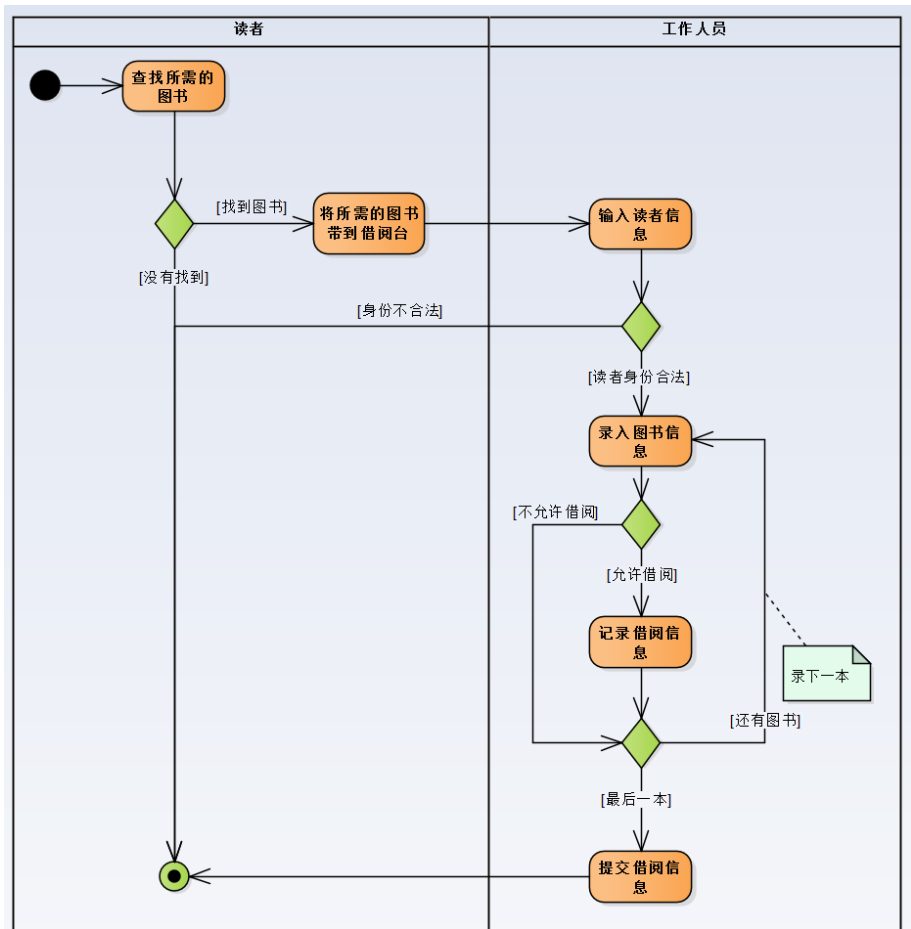 读者
工作人员
查找所需的
图书
[找到图书]
将所需的图书
带到借阅台
输入读者信
息
[没有找到]
[身份不合法]
[读者身份合法]
录入图书信
息
[不允许借阅]
[允许借阅]
记录借阅信
息
录下一本
[还有图书]
[最后一本]
提交借阅信
息